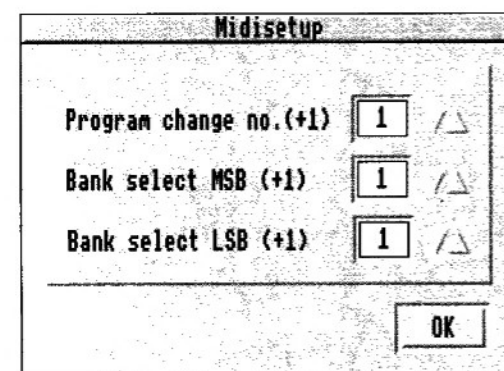 Midisetup
Program change no.(+1) 1
Bank select MSB (+1) 1
Bank select LSB (+1) 1
OK